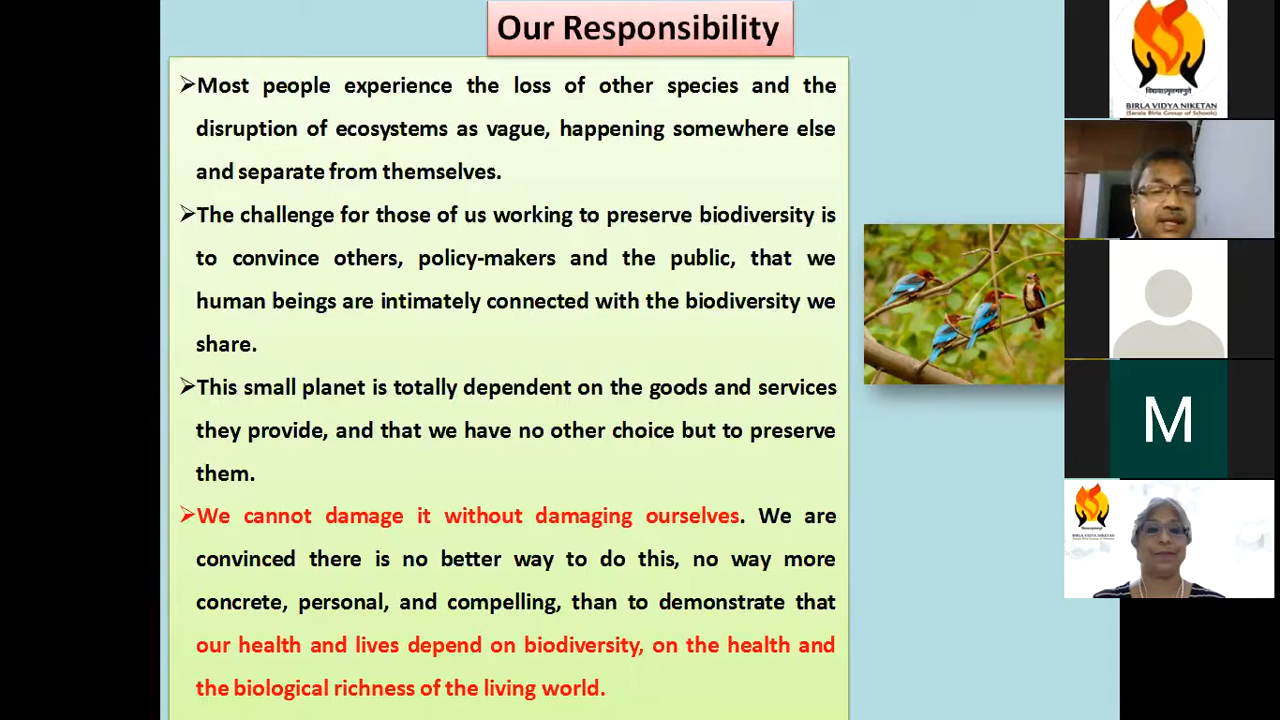 Our Responsibility
➢Most people experience the loss of other species and the
disruption of ecosystems as vague, happening somewhere else
and separate from themselves.
➢The challenge for those of us working to preserve biodiversity is
to convince others, policy-makers and the public, that we
human beings are intimately connected with the biodiversity we
share.
➢This small planet is totally dependent on the goods and services
they provide, and that we have no other choice but to preserve
them.
➢We cannot damage it without damaging ourselves. We are
convinced there is no better way to do this, no way more
concrete, personal, and compelling, than to demonstrate that
our health and lives depend on biodiversity, on the health and
the biological richness of the living world.
BIRLA VIDYA NIKETAN
(Sarala Birla Group of Schools)
M